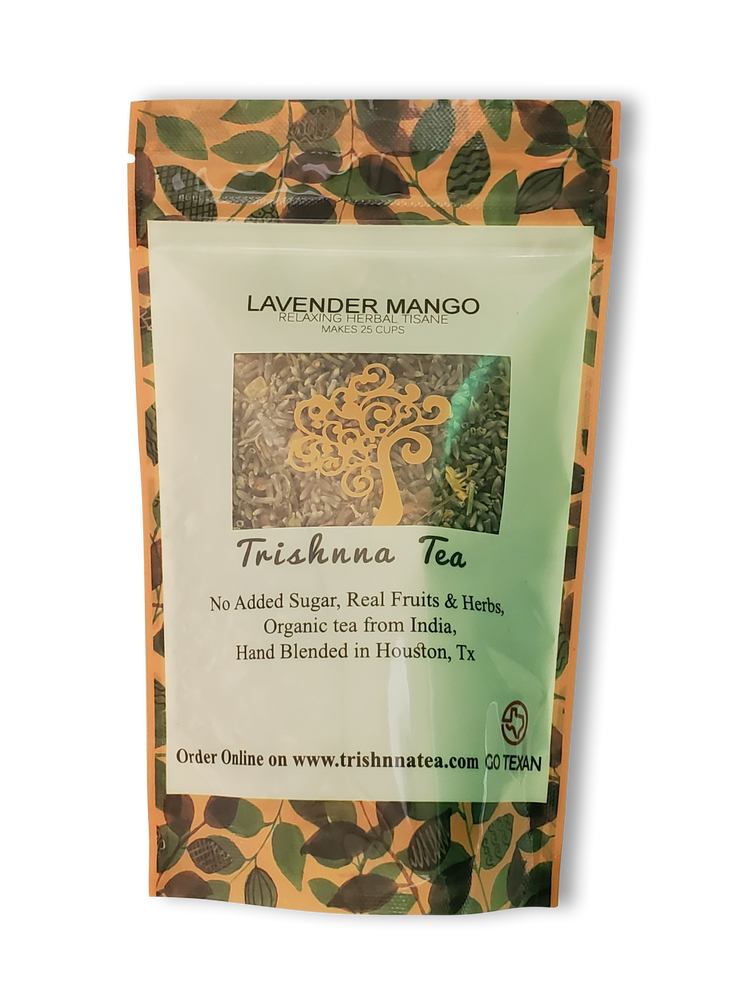 LAVENDER MANGO
RELAXING HERBAL TISANE
MAKES 25 CUPS
Trishnna Tea
No Added Sugar, Real Fruits & Herbs,
Organic tea from India,
Hand Blended in Houston, Tx
Order Online on www.trishnnatea.com GO TEXAN